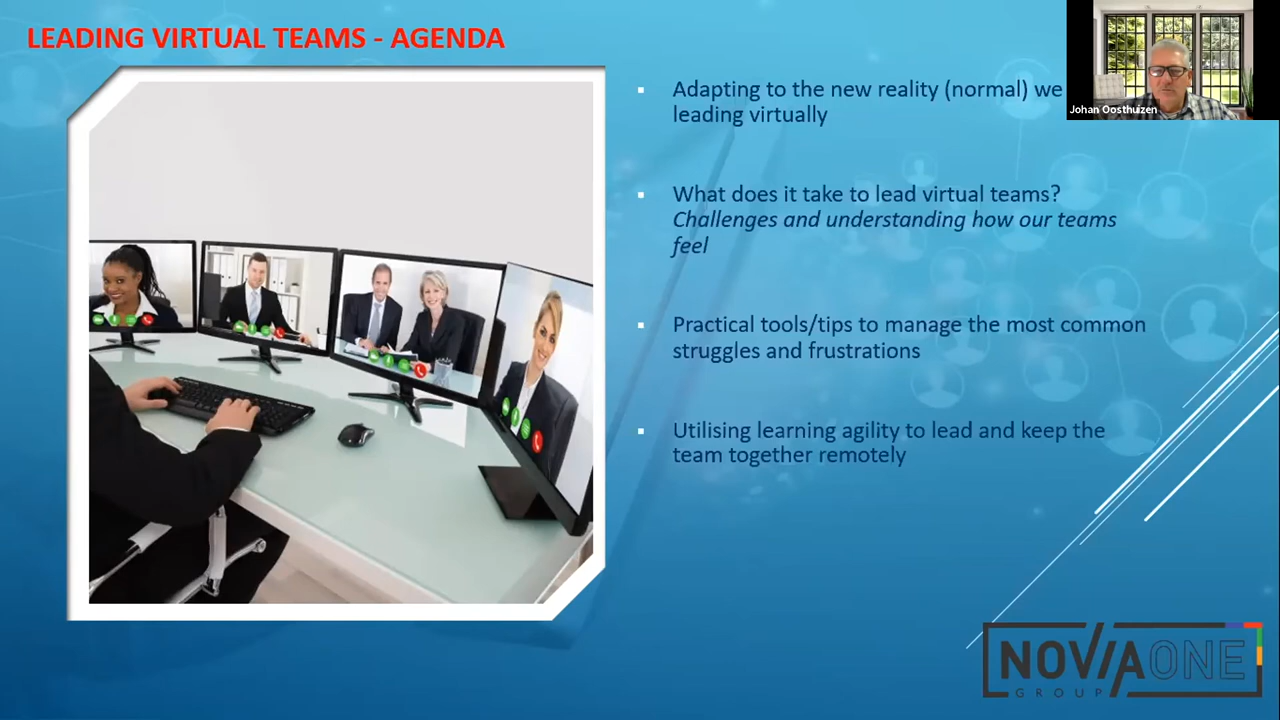 LEADING VIRTUAL TEAMS - AGENDA
Adapting to the new reality (normal) we
leading virtually
Johan Oosthuizen
What does it take to lead virtual teams?
Challenges and understanding how our teams
feel
Practical tools/tips to manage the most common
struggles and frustrations
Utilising learning agility to lead and keep the
team together remotely
NOVIAONE
GROUP